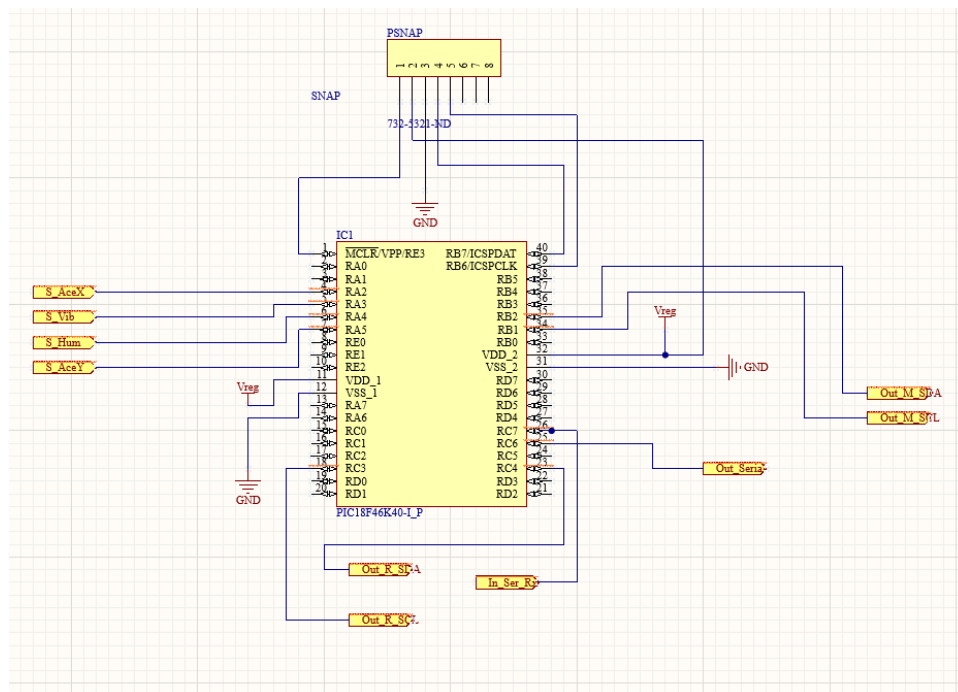 PSNAP
1 2 3 4 5 6 7 8
SNAP
732-5321-ND
GND
IC1
1 MCLR/VPP/RE3 RB7/ICSPDAT 40
2 RA0 RB6/ICSPCLK 39
3 RA1 RB5 38
4 RA2 RB4 37
5 RA3 RB3 36
6 RA4 RB2 35
7 RA5 RB1 34
8 RE0 RB0 33
9 RE1 VDD_2 32
10 RE2 VSS_2 31
11 VDD_1 RD7 30
12 VSS_1 RD6 29
13 RA7 RD5 28
14 RA6 RD4 27
15 RC0 RC7 26
16 RC1 RC6 25
17 RC2 RC5 24
18 RC3 RC4 23
19 RD0 RD3 22
20 RD1 RD2 21
PIC18F46K40-I_P
S_AceX
S_Vib
S_Hum
S_AceY
Vreg
GND
Vreg
GND
Out_M_SDA
Out_M_SCL
Out_Seria
Out_R_SDA
In_Ser_Rx
Out_R_SCL